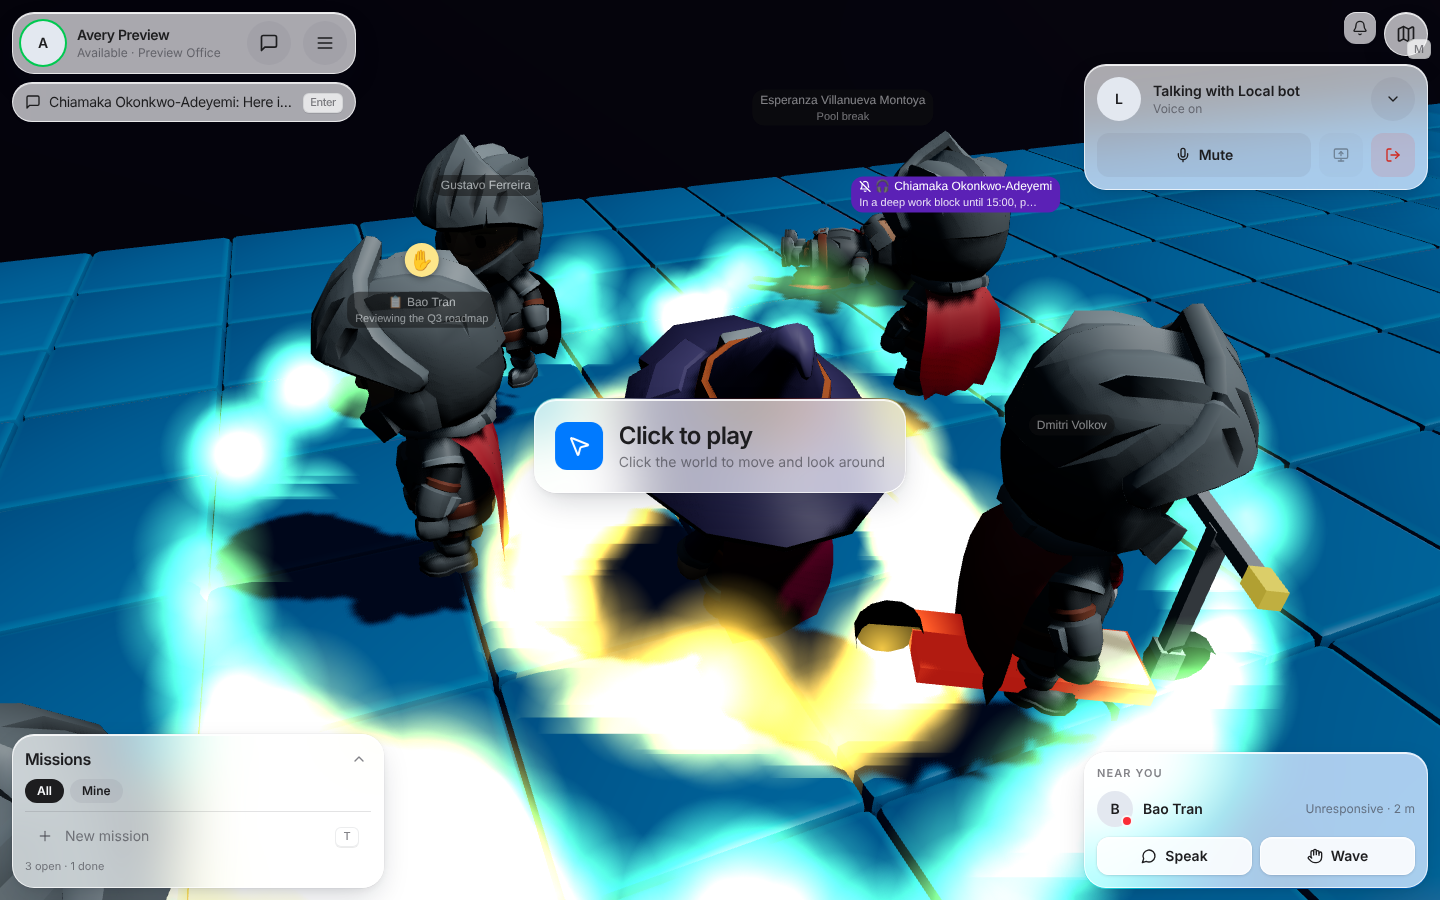 A
Avery Preview
Available · Preview Office
Chiamaka Okonkwo-Adeyemi: Here i...
Enter
M
L
Talking with Local bot
Voice on
Mute
Esperanza Villanueva Montoya
Pool break
Gustavo Ferreira
Chiamaka Okonkwo-Adeyemi
In a deep work block until 15:00, p...
Bao Tran
Reviewing the Q3 roadmap
Dmitri Volkov
Click to play
Click the world to move and look around
Missions
All
Mine
New mission
T
3 open · 1 done
NEAR YOU
B
Bao Tran
Unresponsive · 2 m
Speak
Wave